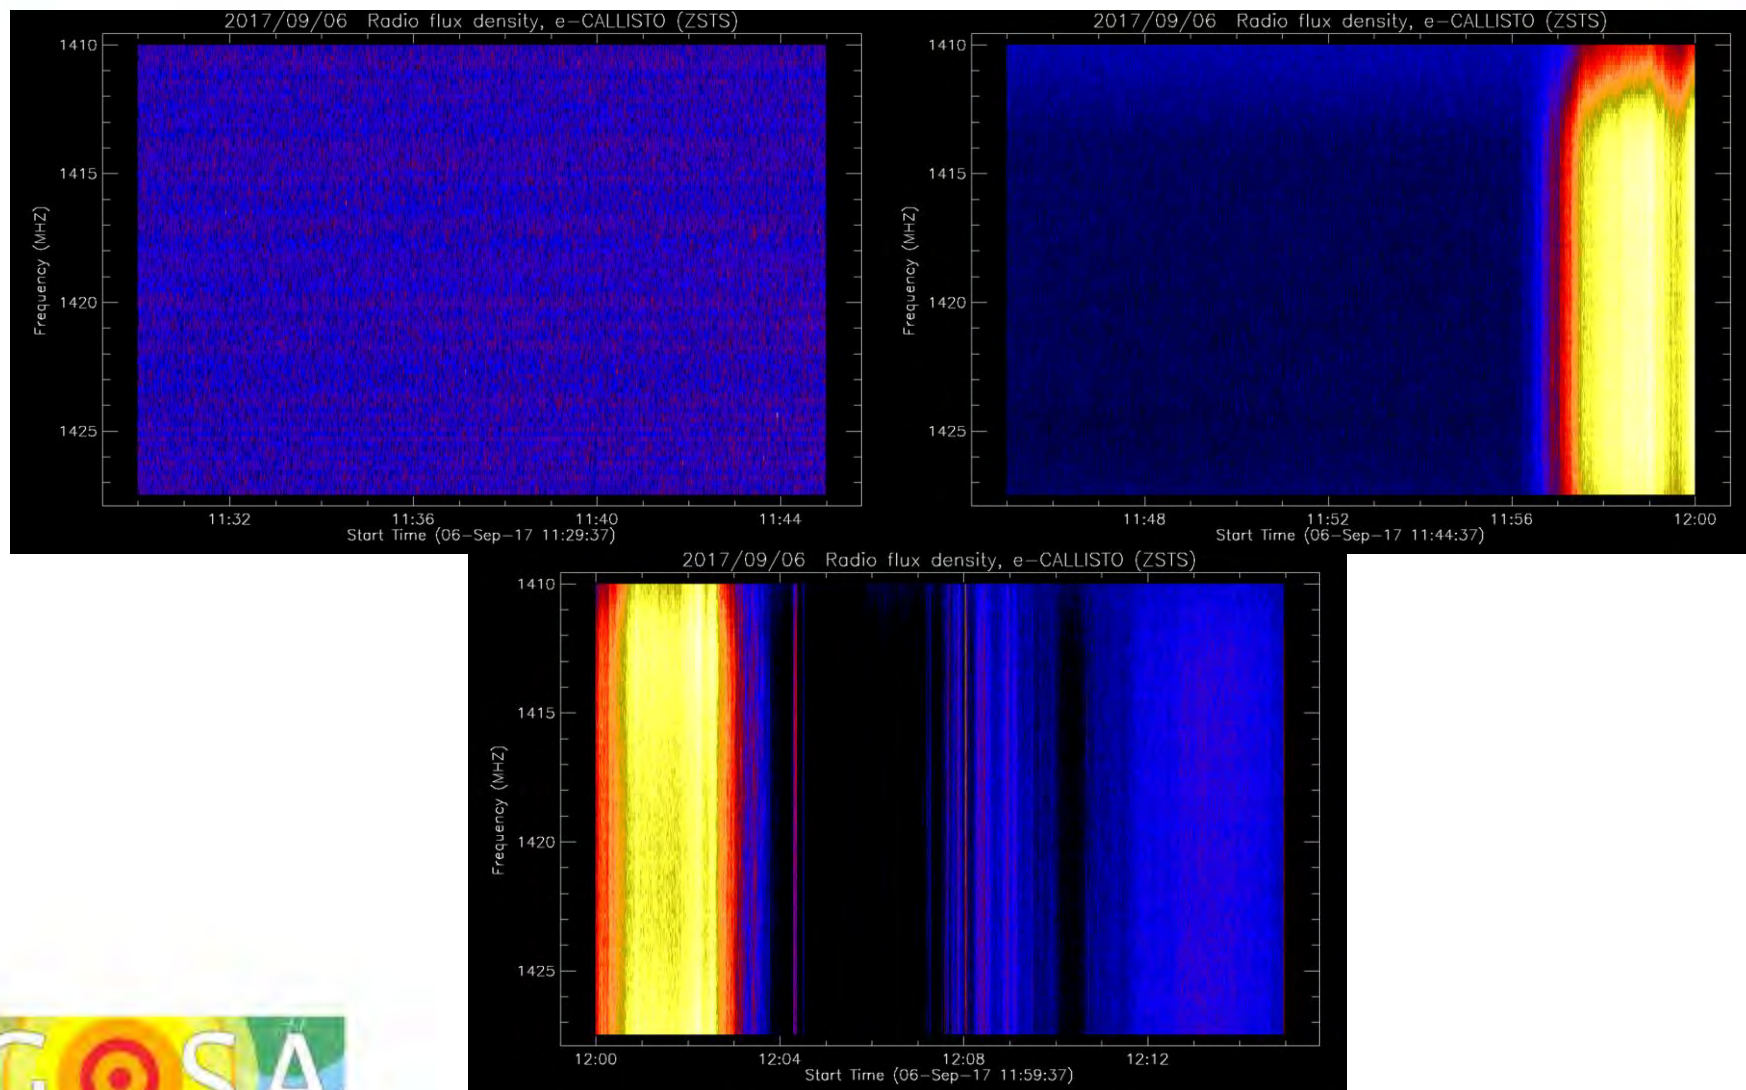 2017/09/06 Radio flux density, e-CALLISTO (ZSTS)
1410
1415
1420
1425
Frequency (MHZ)
11:32 11:36 11:40 11:44
Start Time (06-Sep-17 11:29:37)
2017/09/06 Radio flux density, e-CALLISTO (ZSTS)
1410
1415
1420
1425
Frequency (MHZ)
11:48 11:52 11:56 12:00
Start Time (06-Sep-17 11:44:37)
2017/09/06 Radio flux density, e-CALLISTO (ZSTS)
1410
1415
1420
1425
Frequency (MHZ)
12:00 12:04 12:08 12:12
Start Time (06-Sep-17 11:59:37)